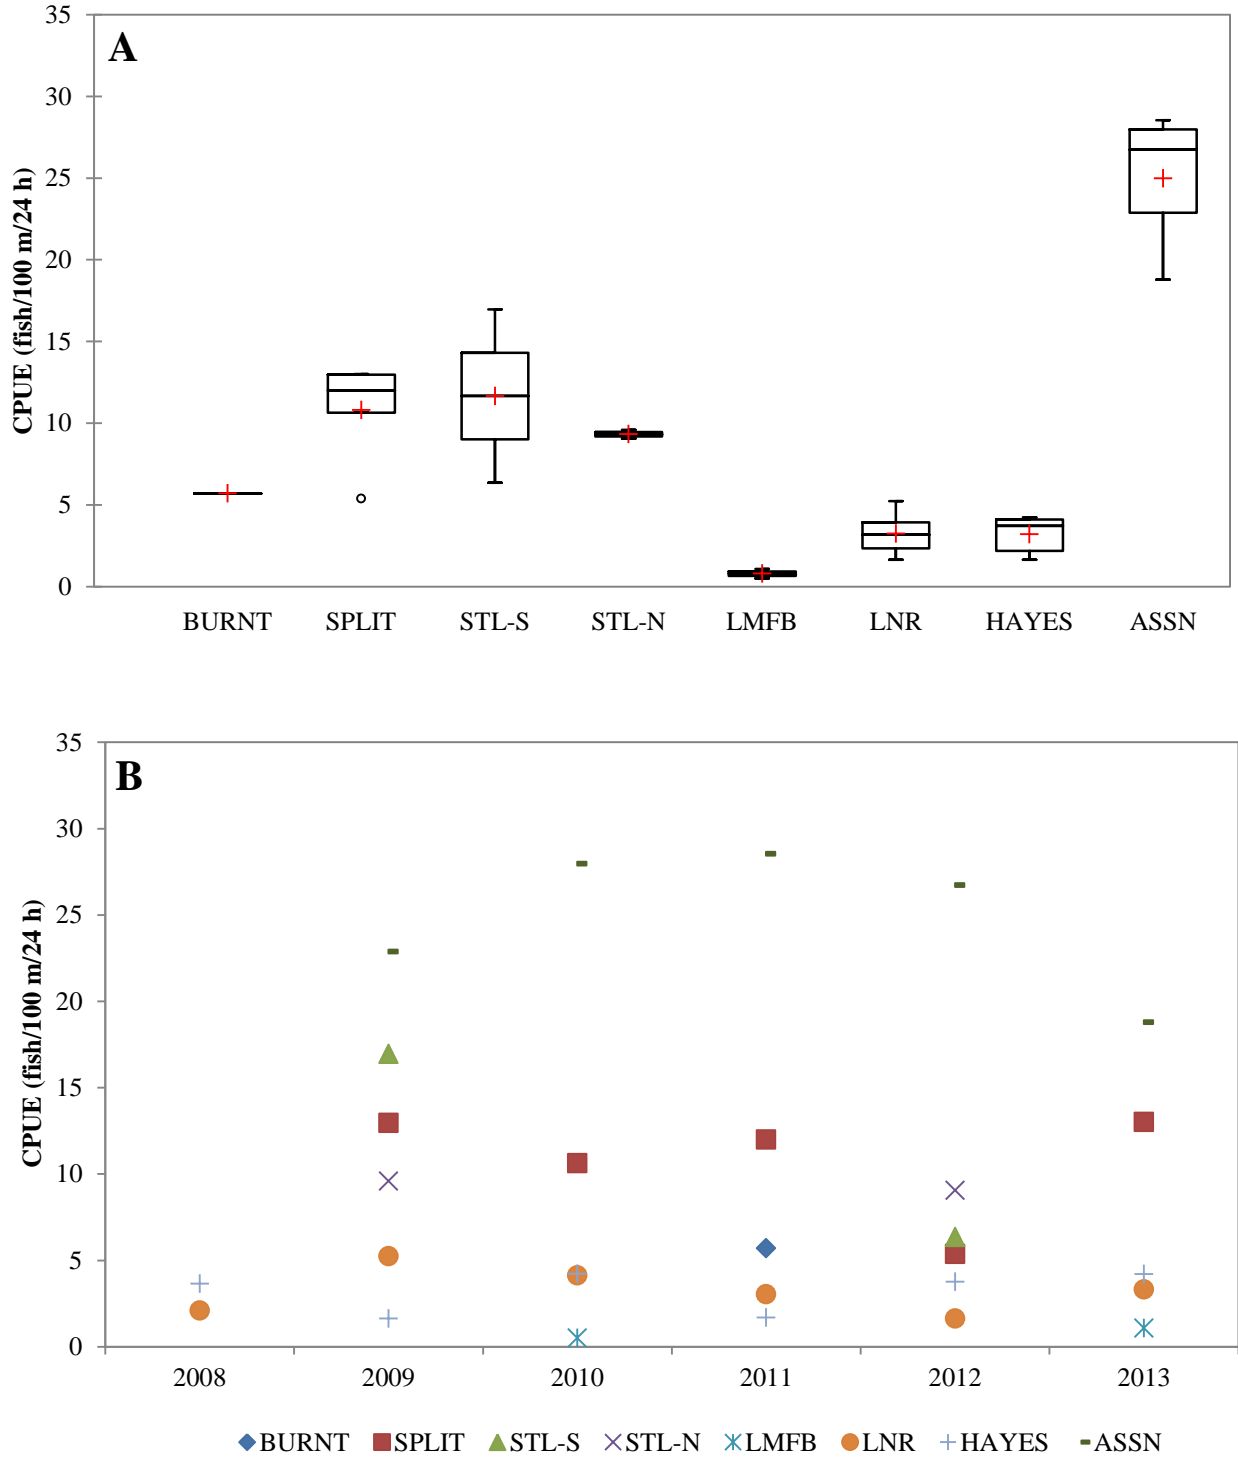 A
35
30
25
20
15
10
5
0
CPUE (fish/100 m/24 h)
BURNT SPLIT STL-S STL-N LMFB LNR HAYES ASSN
B
35
30
25
20
15
10
5
0
CPUE (fish/100 m/24 h)
2008 2009 2010 2011 2012 2013
BURNT SPLIT STL-S STL-N LMFB LNR HAYES ASSN